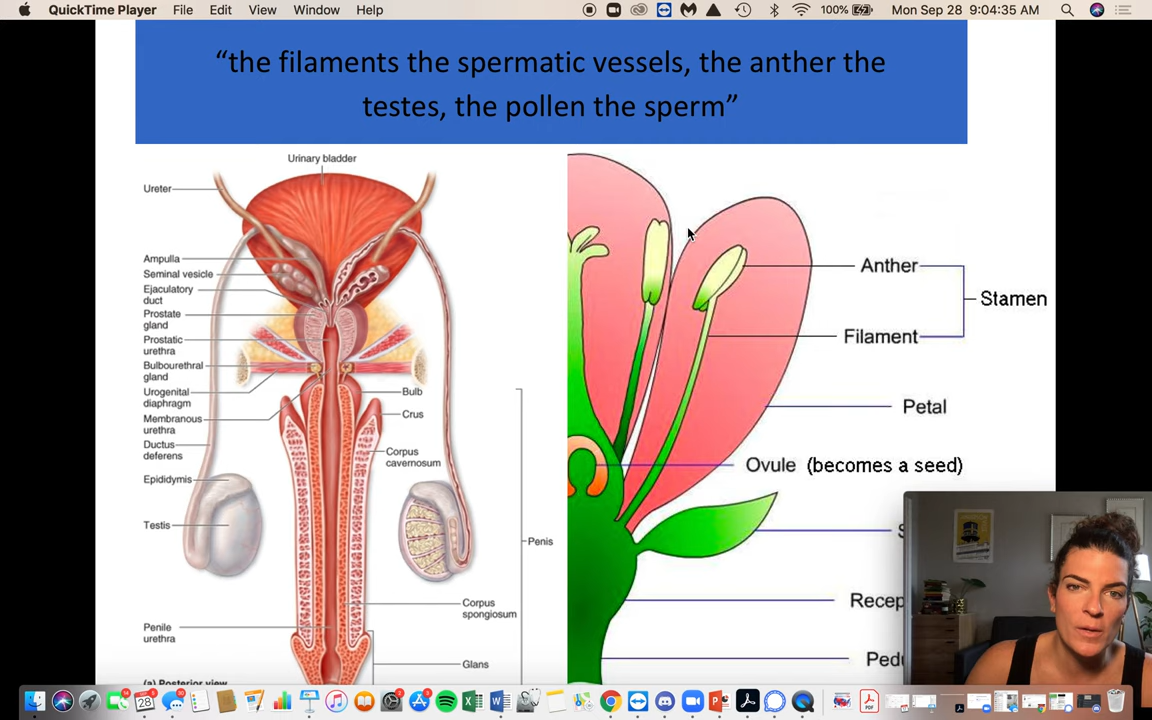 QuickTime Player File Edit View Window Help 100% Mon Sep 28 9:04:35 AM
“the filaments the spermatic vessels, the anther the
testes, the pollen the sperm”
Urinary bladder
Ureter
Ampulla
Seminal vesicle
Ejaculatory
duct
Prostate
gland
Prostatic
urethra
Bulbourethral
gland
Urogenital
diaphragm
Membranous
urethra
Ductus
deferens
Epididymis
Testis
Penile
urethra
(a) Posterior view
Bulb
Crus
Corpus
cavernosum
Penis
Corpus
spongiosum
Glans
Anther
Stamen
Filament
Petal
Ovule (becomes a seed)
S
Recep
Pedu